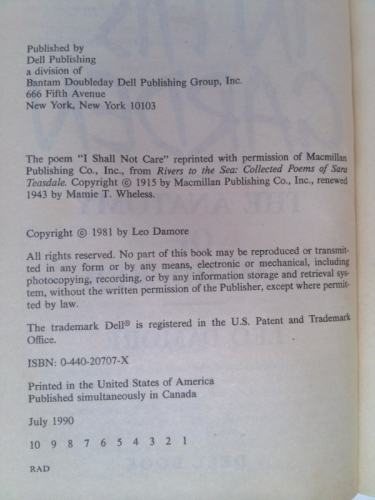 Published by
Dell Publishing
a division of
Bantam Doubleday Dell Publishing Group, Inc.
666 Fifth Avenue
New York, New York 10103
The poem "I Shall Not Care" reprinted with permission of Macmillan
Publishing Co., Inc., from Rivers to the Sea: Collected Poems of Sara
Teasdale. Copyright © 1915 by Macmillan Publishing Co., Inc., renewed
1943 by Mamie T. Wheless.
Copyright © 1981 by Leo Damore
All rights reserved. No part of this book may be reproduced or transmit-
ted in any form or by any means, electronic or mechanical, including
photocopying, recording, or by any information storage and retrieval sys-
tem, without the written permission of the Publisher, except where permit-
ted by law.
The trademark Dell® is registered in the U.S. Patent and Trademark
Office.
ISBN: 0-440-20707-X
Printed in the United States of America
Published simultaneously in Canada
July 1990
10 9 8 7 6 5 4 3 2 1
RAD